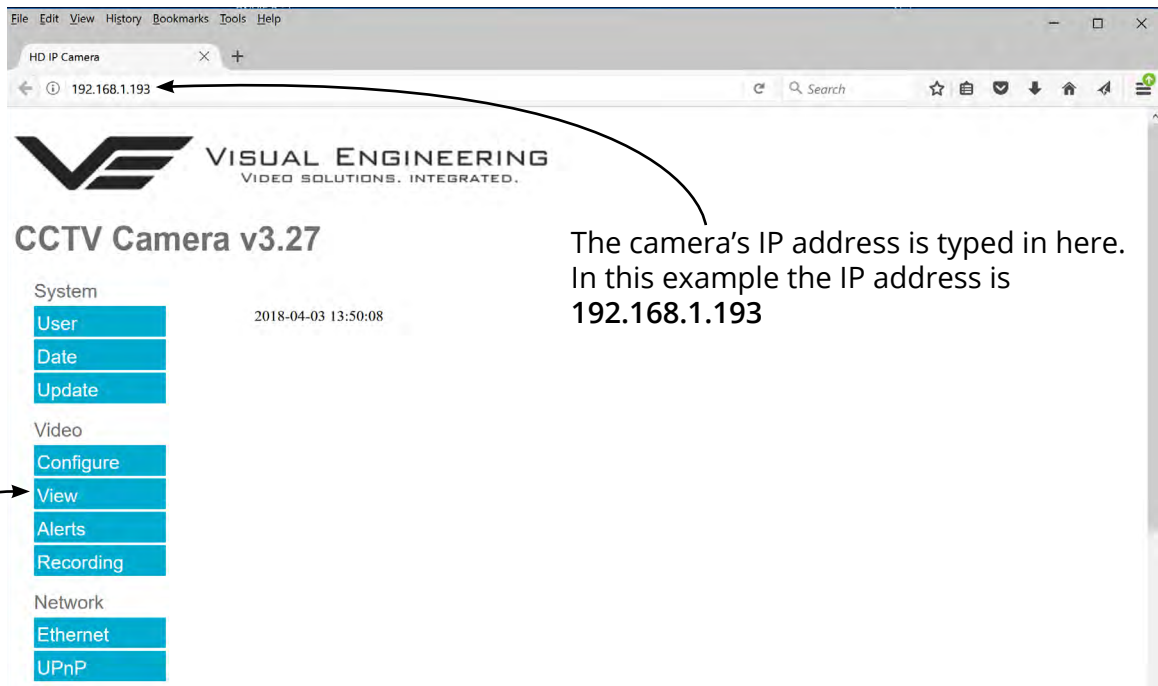 File Edit View History Bookmarks Tools Help
HD IP Camera
192.168.1.193
Search
VISUAL ENGINEERING
VIDEO SOLUTIONS. INTEGRATED.
CCTV Camera v3.27
The camera’s IP address is typed in here.
In this example the IP address is
192.168.1.193
System
User
2018-04-03 13:50:08
Date
Update
Video
Configure
View
Alerts
Recording
Network
Ethernet
UPnP